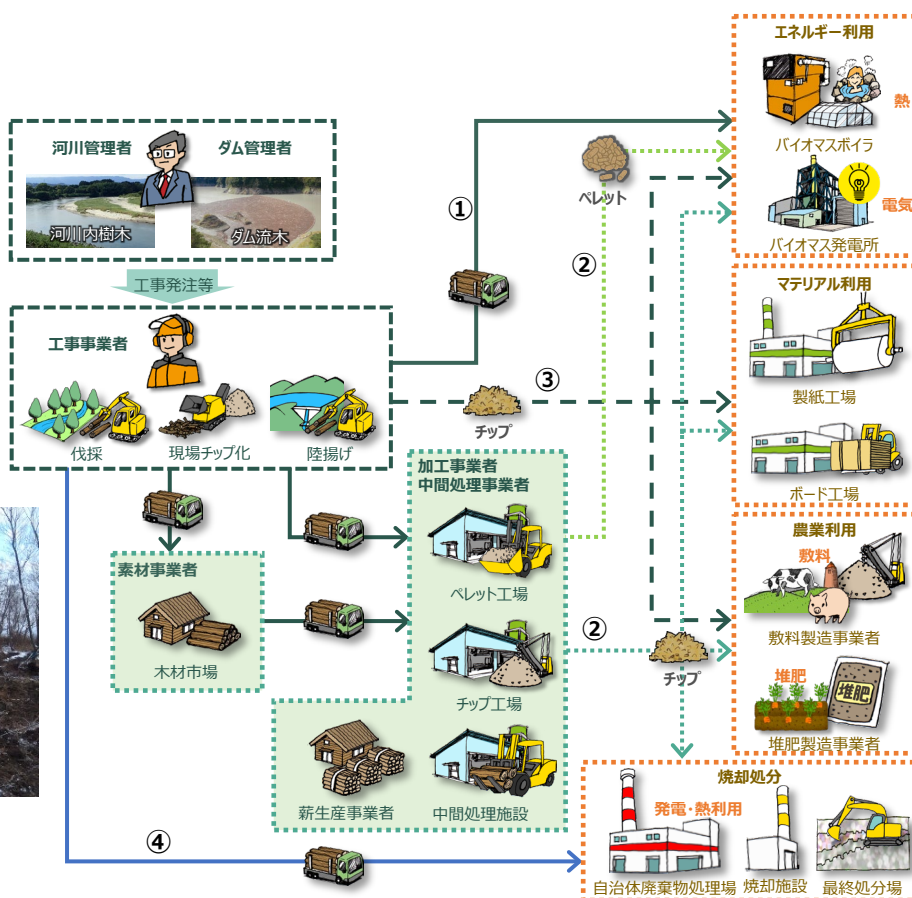 河川管理者
ダム管理者
河川内樹木
ダム流木
工事発注等
工事事業者
伐採
現場チップ化
陸揚げ
素材事業者
木材市場
加工事業者
中間処理事業者
ペレット工場
チップ工場
薪生産事業者
中間処理施設
①
②
ペレット
③
チップ
②
チップ
④
エネルギー利用
熱
バイオマスボイラ
電気
バイオマス発電所
マテリアル利用
製紙工場
ボード工場
農業利用
敷料
敷料製造事業者
堆肥
堆肥
堆肥製造事業者
焼却処分
発電・熱利用
自治体廃棄物処理場
焼却施設
最終処分場